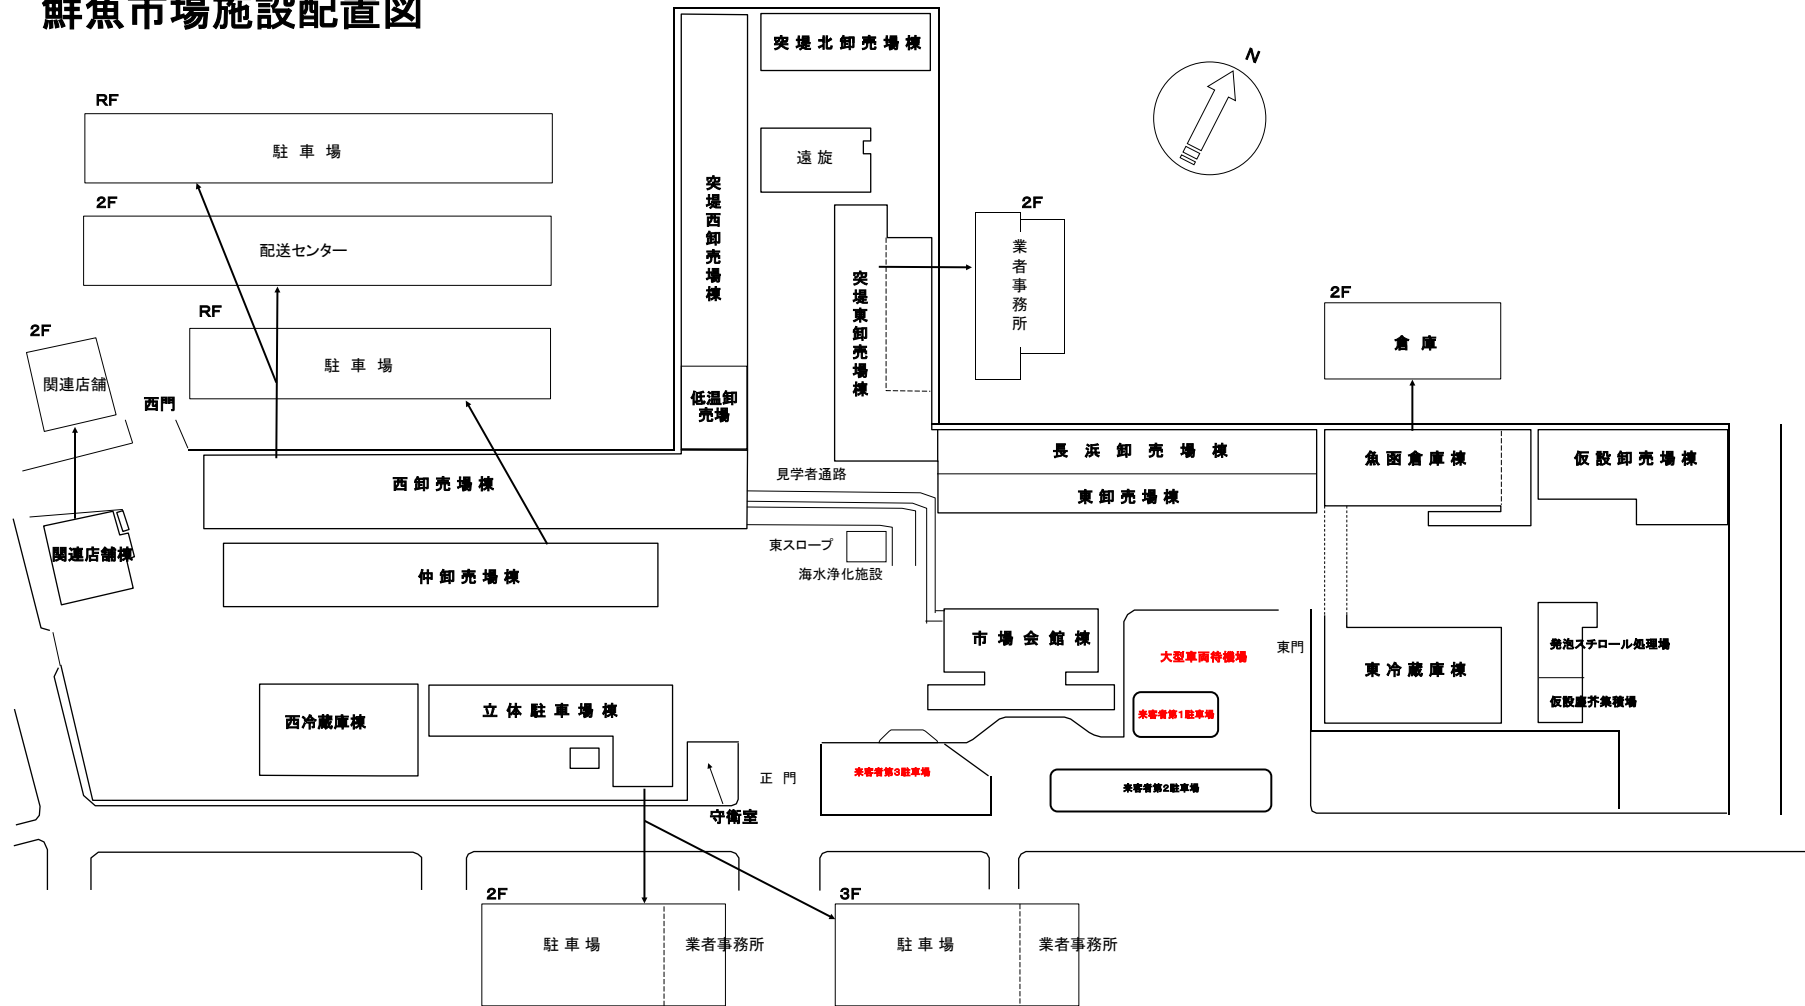 鮮魚市場施設配置図
突堤北卸売場棟
N
RF
駐車場
遠旋
突堤西卸売場棟
2F
配送センター
2F
業者事務所
突堤東卸売場棟
2F
倉庫
RF
駐車場
2F
関連店舗
西門
低温卸
売場
長浜卸売場棟
魚函倉庫棟
仮設卸売場棟
見学者通路
西卸売場棟
東卸売場棟
東スロープ
関連店舗棟
海水浄化施設
仲卸売場棟
市場会館棟
大型車両待機場
東門
発泡スチロール処理場
東冷蔵庫棟
仮設塵芥集積場
西冷蔵庫棟
立体駐車場棟
来客者第1駐車場
正門
来客者第3駐車場
来客者第2駐車場
守衛室
2F
3F
駐車場
業者事務所
駐車場
業者事務所